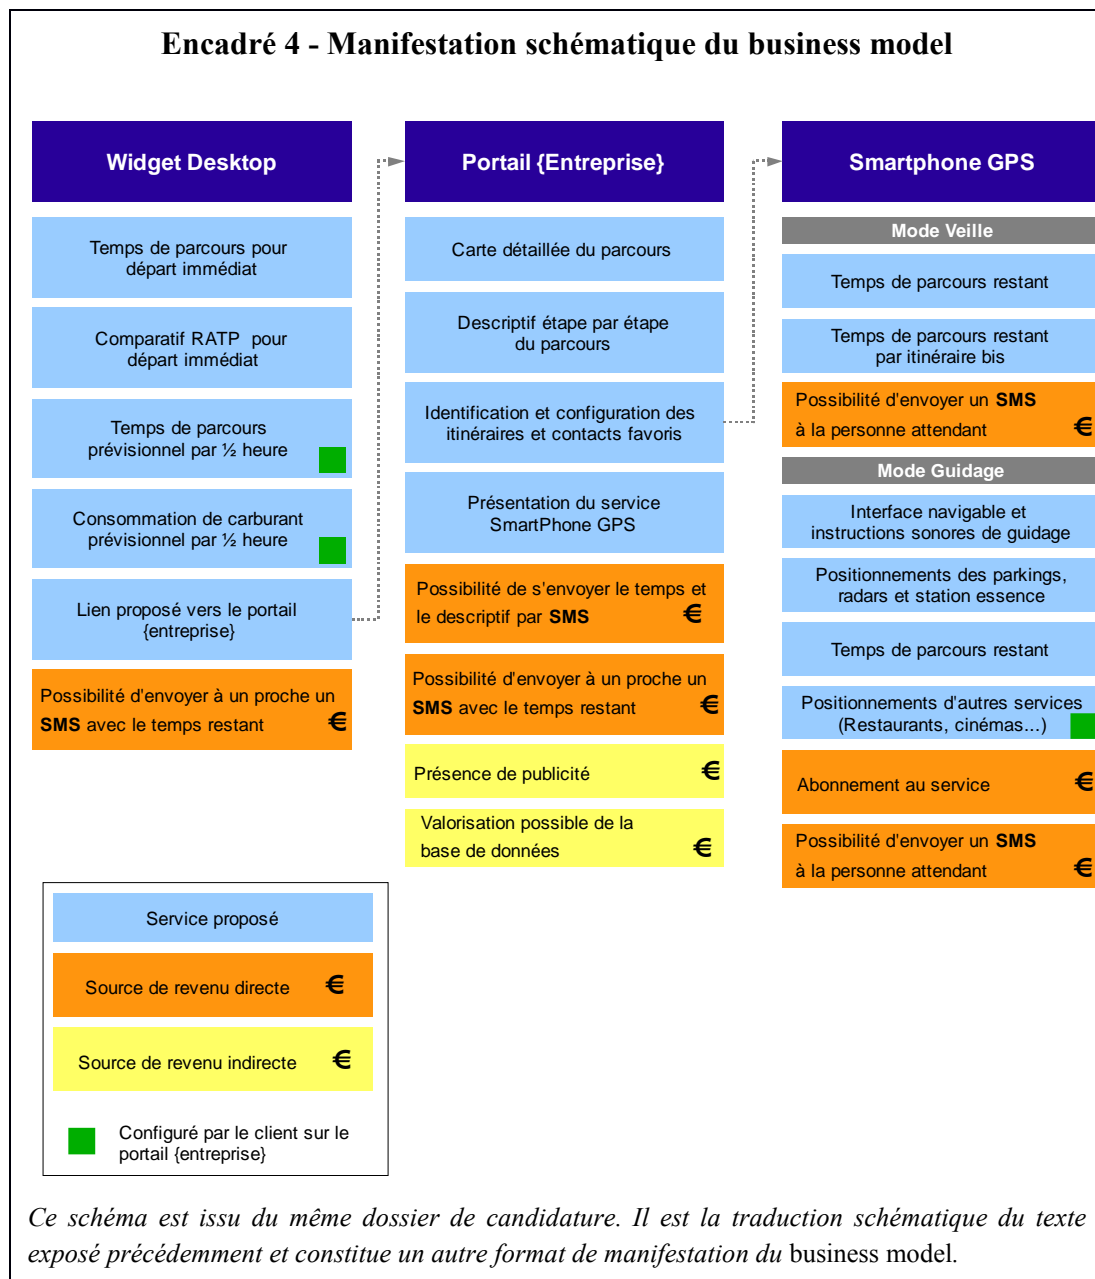 Encadré 4 - Manifestation schématique du business model
Widget Desktop
Temps de parcours pour
départ immédiat
Comparatif RATP pour
départ immédiat
Temps de parcours
prévisionnel par ½ heure
Consommation de carburant
prévisionnel par ½ heure
Lien proposé vers le portail
{entreprise}
Possibilité d'envoyer à un proche un
SMS avec le temps restant €
Portail {Entreprise}
Carte détaillée du parcours
Descriptif étape par étape
du parcours
Identification et configuration des
itinéraires et contacts favoris
Présentation du service
SmartPhone GPS
Possibilité de s'envoyer le temps et
le descriptif par SMS €
Possibilité d'envoyer à un proche un
SMS avec le temps restant €
Présence de publicité €
Valorisation possible de la
base de données €
Smartphone GPS
Mode Veille
Temps de parcours restant
Temps de parcours restant
par itinéraire bis
Possibilité d'envoyer un SMS
à la personne attendant €
Mode Guidage
Interface navigable et
instructions sonores de guidage
Positionnements des parkings,
radars et station essence
Temps de parcours restant
Positionnements d'autres services
(Restaurants, cinémas...)
Abonnement au service €
Possibilité d'envoyer un SMS
à la personne attendant €
Service proposé
Source de revenu directe €
Source de revenu indirecte €
Configuré par le client sur le
portail {entreprise}
Ce schéma est issu du même dossier de candidature. Il est la traduction schématique du texte
exposé précédemment et constitue un autre format de manifestation du business model.